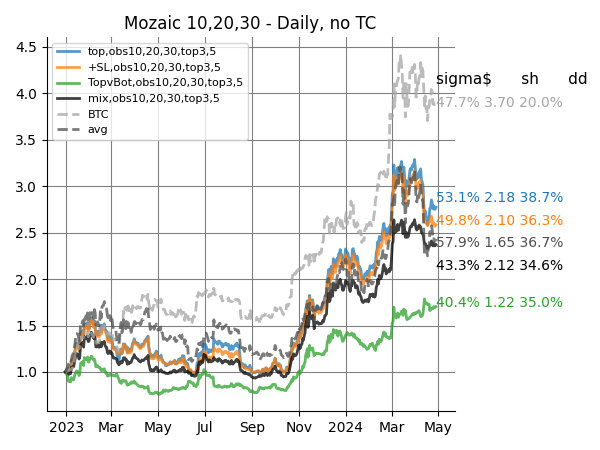 Mozaic 10,20,30 - Daily, no TC
top,obs10,20,30,top3,5
+SL,obs10,20,30,top3,5
TopvBot,obs10,20,30,top3,5
mix,obs10,20,30,top3,5
BTC
avg
4.5
4.0
3.5
3.0
2.5
2.0
1.5
1.0
sigma$ sh dd
47.7% 3.70 20.0%
53.1% 2.18 38.7%
49.8% 2.10 36.3%
57.9% 1.65 36.7%
43.3% 2.12 34.6%
40.4% 1.22 35.0%
2023 Mar May Jul Sep Nov 2024 Mar May